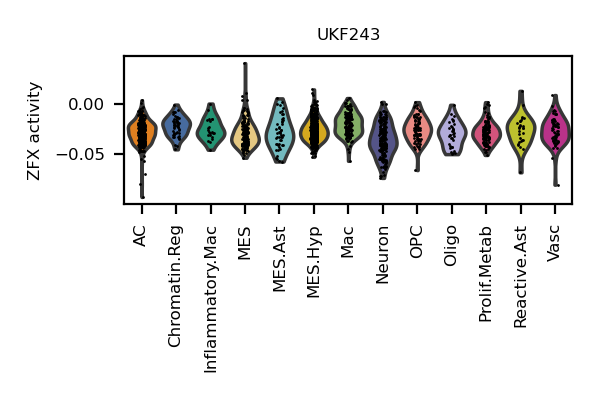 UKF243
ZFX activity
0.00
−0.05
AC
Chromatin.Reg
Inflammatory.Mac
MES
MES.Ast
MES.Hyp
Mac
Neuron
OPC
Oligo
Prolif.Metab
Reactive.Ast
Vasc